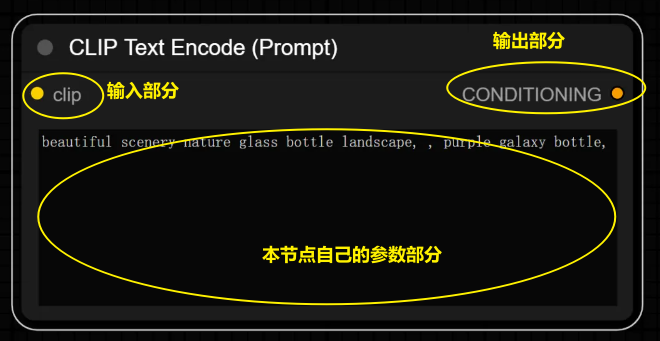 CLIP Text Encode (Prompt)
输出部分
clip
输入部分
CONDITIONING
beautiful scenery nature glass bottle landscape, , purple galaxy bottle,
本节点自己的参数部分